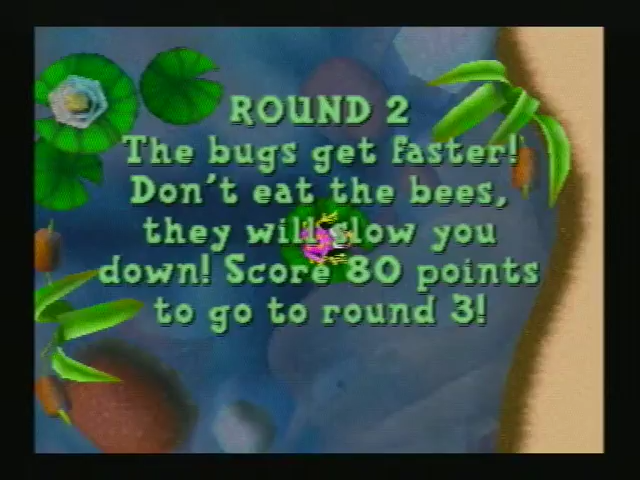 ROUND 2
The bugs get faster!
Don't eat the bees,
they will slow you
down! Score 80 points
to go to round 3!